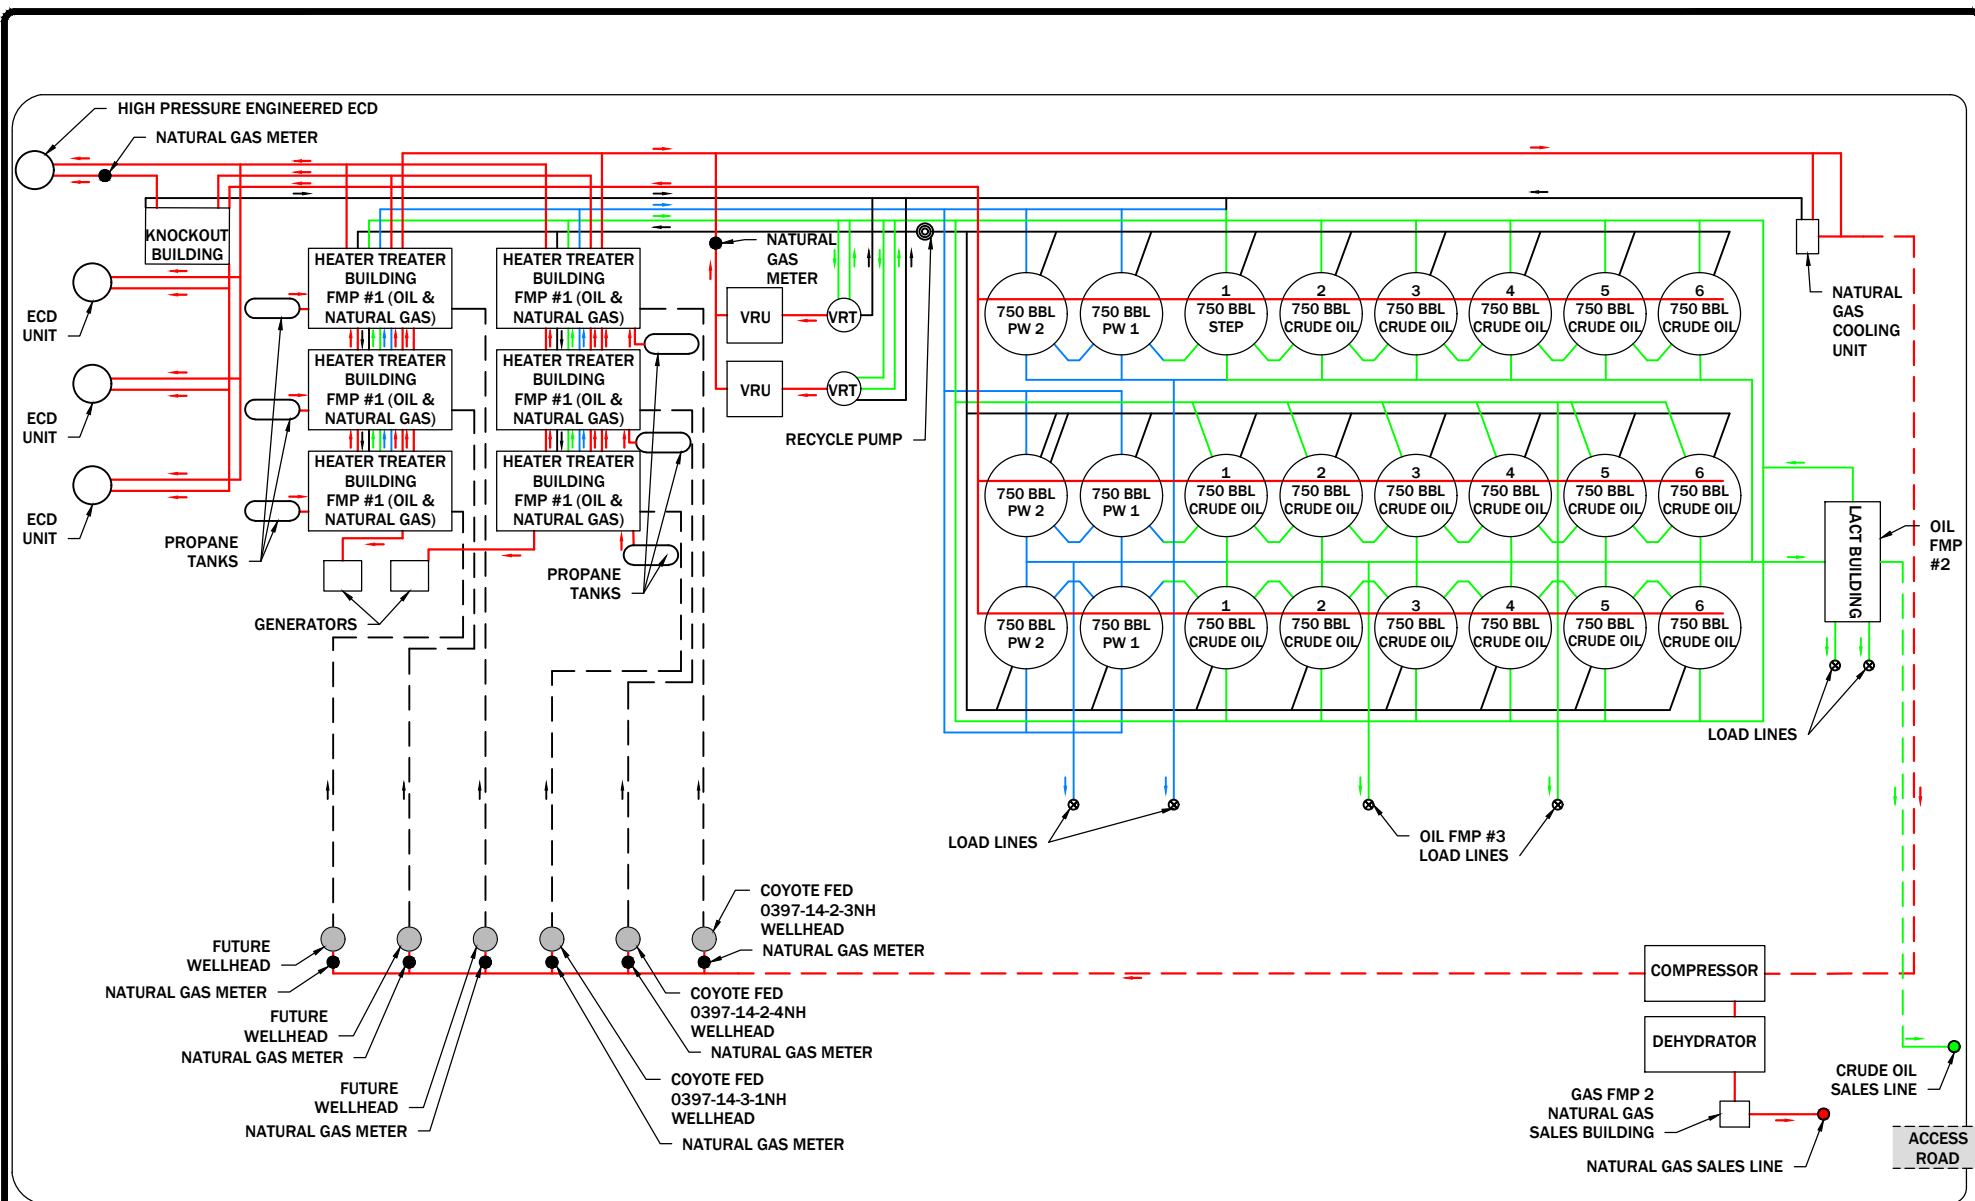 HIGH PRESSURE ENGINEERED ECD
NATURAL GAS METER
KNOCKOUT
BUILDING
ECD
UNIT
ECD
UNIT
ECD
UNIT
HEATER TREATER
BUILDING
FMP #1 (OIL &
NATURAL GAS)
HEATER TREATER
BUILDING
FMP #1 (OIL &
NATURAL GAS)
HEATER TREATER
BUILDING
FMP #1 (OIL &
NATURAL GAS)
HEATER TREATER
BUILDING
FMP #1 (OIL &
NATURAL GAS)
HEATER TREATER
BUILDING
FMP #1 (OIL &
NATURAL GAS)
HEATER TREATER
BUILDING
FMP #1 (OIL &
NATURAL GAS)
PROPANE
TANKS
PROPANE
TANKS
GENERATORS
NATURAL
GAS
METER
VRU
VRT
VRU
VRT
RECYCLE PUMP
750 BBL
PW 2
750 BBL
PW 1
1
750 BBL
STEP
2
750 BBL
CRUDE OIL
3
750 BBL
CRUDE OIL
4
750 BBL
CRUDE OIL
5
750 BBL
CRUDE OIL
6
750 BBL
CRUDE OIL
750 BBL
PW 2
750 BBL
PW 1
1
750 BBL
CRUDE OIL
2
750 BBL
CRUDE OIL
3
750 BBL
CRUDE OIL
4
750 BBL
CRUDE OIL
5
750 BBL
CRUDE OIL
6
750 BBL
CRUDE OIL
750 BBL
PW 2
750 BBL
PW 1
1
750 BBL
CRUDE OIL
2
750 BBL
CRUDE OIL
3
750 BBL
CRUDE OIL
4
750 BBL
CRUDE OIL
5
750 BBL
CRUDE OIL
6
750 BBL
CRUDE OIL
NATURAL
GAS
COOLING
UNIT
LACT BUILDING
OIL
FMP
#2
LOAD LINES
LOAD LINES
OIL FMP #3
LOAD LINES
COYOTE FED
0397-14-2-3NH
WELLHEAD
NATURAL GAS METER
FUTURE
WELLHEAD
NATURAL GAS METER
FUTURE
WELLHEAD
NATURAL GAS METER
FUTURE
WELLHEAD
NATURAL GAS METER
COYOTE FED
0397-14-2-4NH
WELLHEAD
NATURAL GAS METER
COYOTE FED
0397-14-3-1NH
WELLHEAD
NATURAL GAS METER
COMPRESSOR
DEHYDRATOR
GAS FMP 2
NATURAL GAS
SALES BUILDING
NATURAL GAS SALES LINE
CRUDE OIL
SALES LINE
ACCESS
ROAD